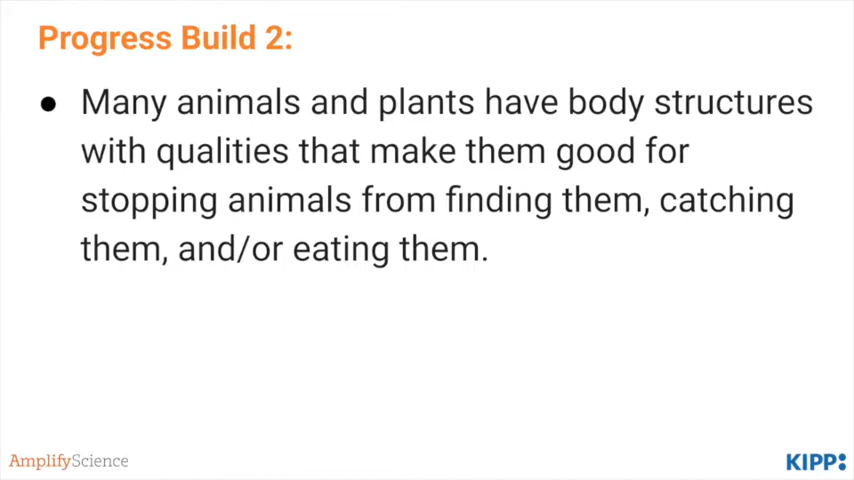 Progress Build 2:
● Many animals and plants have body structures
with qualities that make them good for
stopping animals from finding them, catching
them, and/or eating them.
AmplifyScience
KIPP: